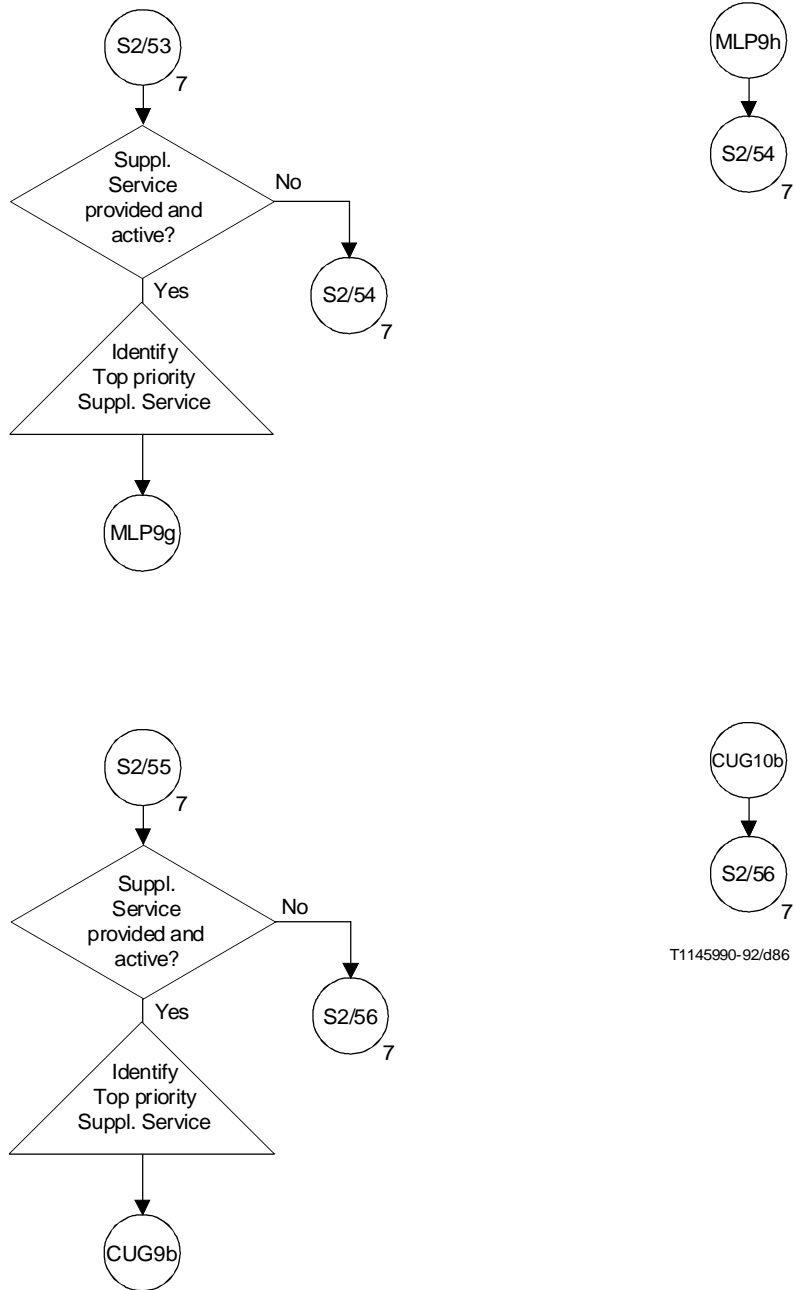 S2/53
7
Suppl.
Service
provided and
active?
No
S2/54
7
Yes
Identify
Top priority
Suppl. Service
MLP9g
MLP9h
S2/54
7
S2/55
7
Suppl.
Service
provided and
active?
No
S2/56
7
Yes
Identify
Top priority
Suppl. Service
CUG9b
CUG10b
S2/56
7
T1145990-92/d86